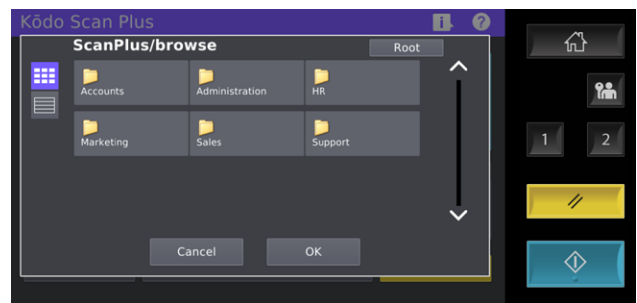 Kōdo Scan Plus
ScanPlus/browse
Root
Accounts
Administration
HR
Marketing
Sales
Support
Cancel
OK
1
2